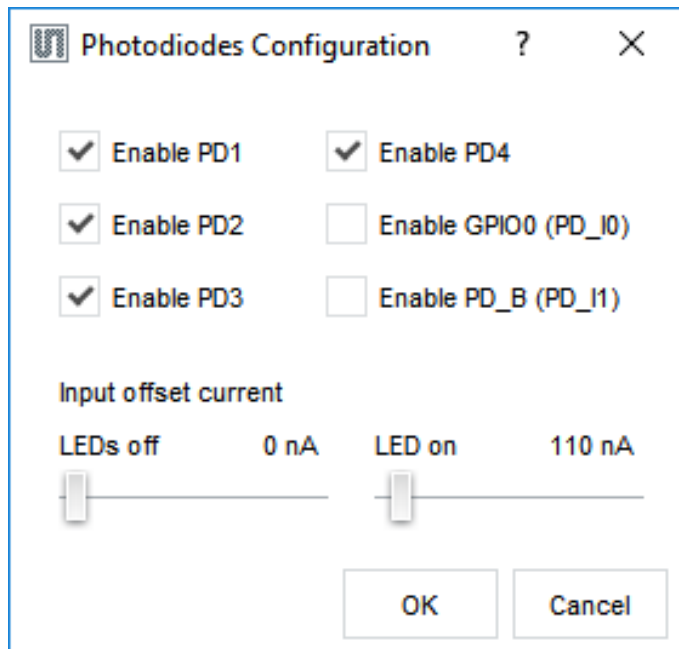 Photodiodes Configuration ? ×
Enable PD1 Enable PD4
Enable PD2 Enable GPIO0 (PD_I0)
Enable PD3 Enable PD_B (PD_I1)
Input offset current
LEDs off 0 nA LED on 110 nA
OK Cancel